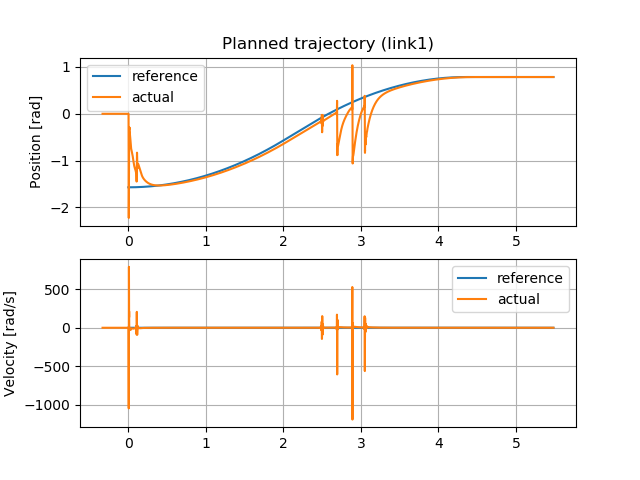 Planned trajectory (link1)
Position [rad]
1
0
−1
−2
reference
actual
0 1 2 3 4 5
Velocity [rad/s]
500
0
−500
−1000
reference
actual
0 1 2 3 4 5